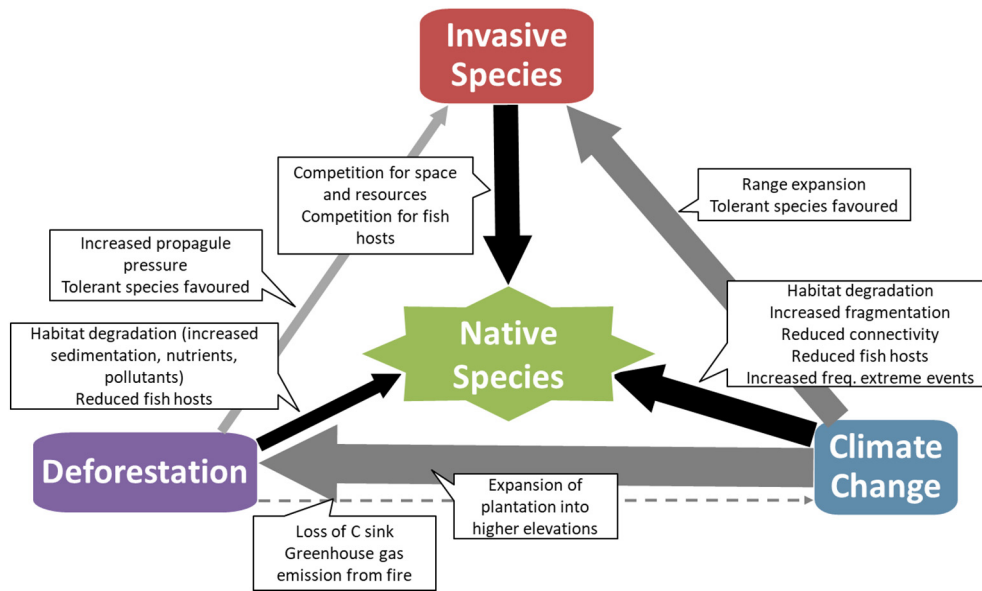 Invasive
Species
Competition for space
and resources
Competition for fish
hosts
Range expansion
Tolerant species favoured
Increased propagule
pressure
Tolerant species favoured
Habitat degradation
Increased fragmentation
Reduced connectivity
Reduced fish hosts
Increased freq. extreme events
Native
Species
Habitat degradation (increased
sedimentation, nutrients,
pollutants)
Reduced fish hosts
Deforestation
Climate
Change
Expansion of
plantation into
higher elevations
Loss of C sink
Greenhouse gas
emission from fire